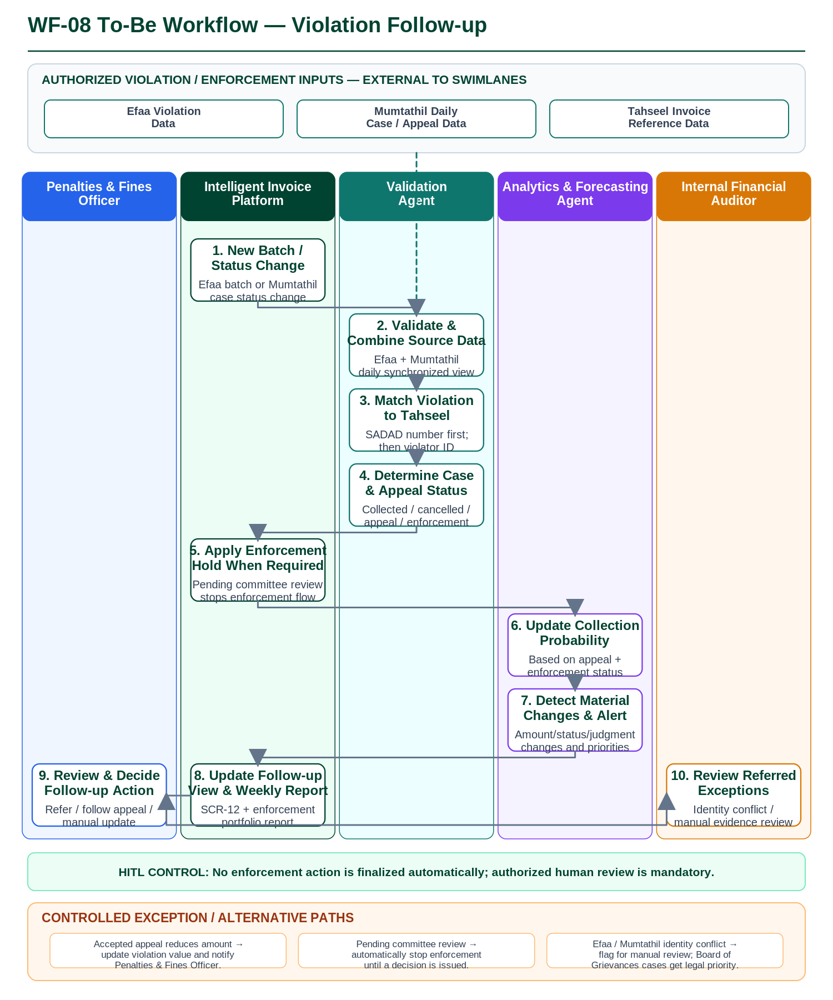 WF-08 To-Be Workflow — Violation Follow-up
AUTHORIZED VIOLATION / ENFORCEMENT INPUTS — EXTERNAL TO SWIMLANES
Efaa Violation
Data
Mumtathil Daily
Case / Appeal Data
Tahseel Invoice
Reference Data
Penalties & Fines
Officer
Intelligent Invoice
Platform
Validation
Agent
Analytics & Forecasting
Agent
Internal Financial
Auditor
1. New Batch /
Status Change
Efaa batch or Mumtathil
case status change
2. Validate &
Combine Source Data
Efaa + Mumtathil
daily synchronized view
3. Match Violation
to Tahseel
SADAD number first;
then violator ID
4. Determine Case
& Appeal Status
Collected / cancelled /
appeal / enforcement
5. Apply Enforcement
Hold When Required
Pending committee review
stops enforcement flow
6. Update Collection
Probability
Based on appeal +
enforcement status
7. Detect Material
Changes & Alert
Amount/status/judgment
changes and priorities
9. Review & Decide
Follow-up Action
Refer / follow appeal /
manual update
8. Update Follow-up
View & Weekly Report
SCR-12 + enforcement
portfolio report
10. Review Referred
Exceptions
Identity conflict /
manual evidence review
HITL CONTROL: No enforcement action is finalized automatically; authorized human review is mandatory.
CONTROLLED EXCEPTION / ALTERNATIVE PATHS
Accepted appeal reduces amount →
update violation value and notify
Penalties & Fines Officer.
Pending committee review →
automatically stop enforcement
until a decision is issued.
Efaa / Mumtathil identity conflict →
flag for manual review; Board of
Grievances cases get legal priority.